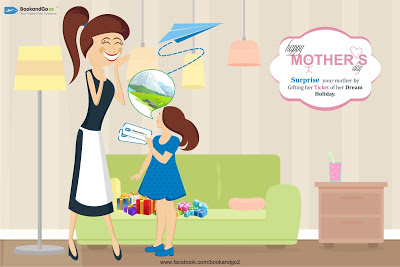 BookandGo
happy
MOTHER'S
day
Surprise your mother by
Gifting her Ticket of her Dream
Holiday.
www.facebook.com/bookandgo2